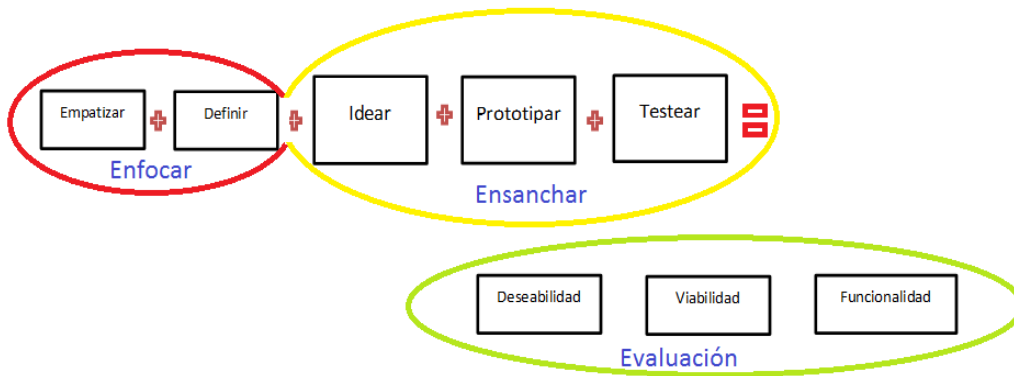 Empatizar
Definir
Idear
Prototipar
Testear
Enfocar
Ensanchar
Deseabilidad
Viabilidad
Funcionalidad
Evaluación